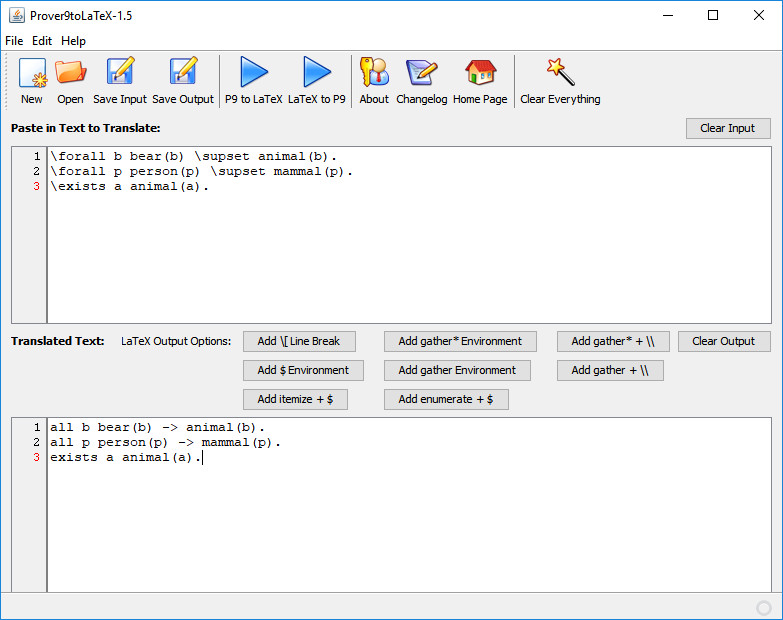 Prover9toLaTeX-1.5
File Edit Help
New Open Save Input Save Output P9 to LaTeX LaTeX to P9 About Changelog Home Page Clear Everything
Paste in Text to Translate: Clear Input
1 \forall b bear(b) \supset animal(b).
2 \forall p person(p) \supset mammal(p).
3 \exists a animal(a).
Translated Text: LaTeX Output Options: Add \[ Line Break Add gather* Environment Add gather* + \\ Clear Output
Add $ Environment Add gather Environment Add gather + \\
Add itemize + $ Add enumerate + $
1 all b bear(b) -> animal(b).
2 all p person(p) -> mammal(p).
3 exists a animal(a).